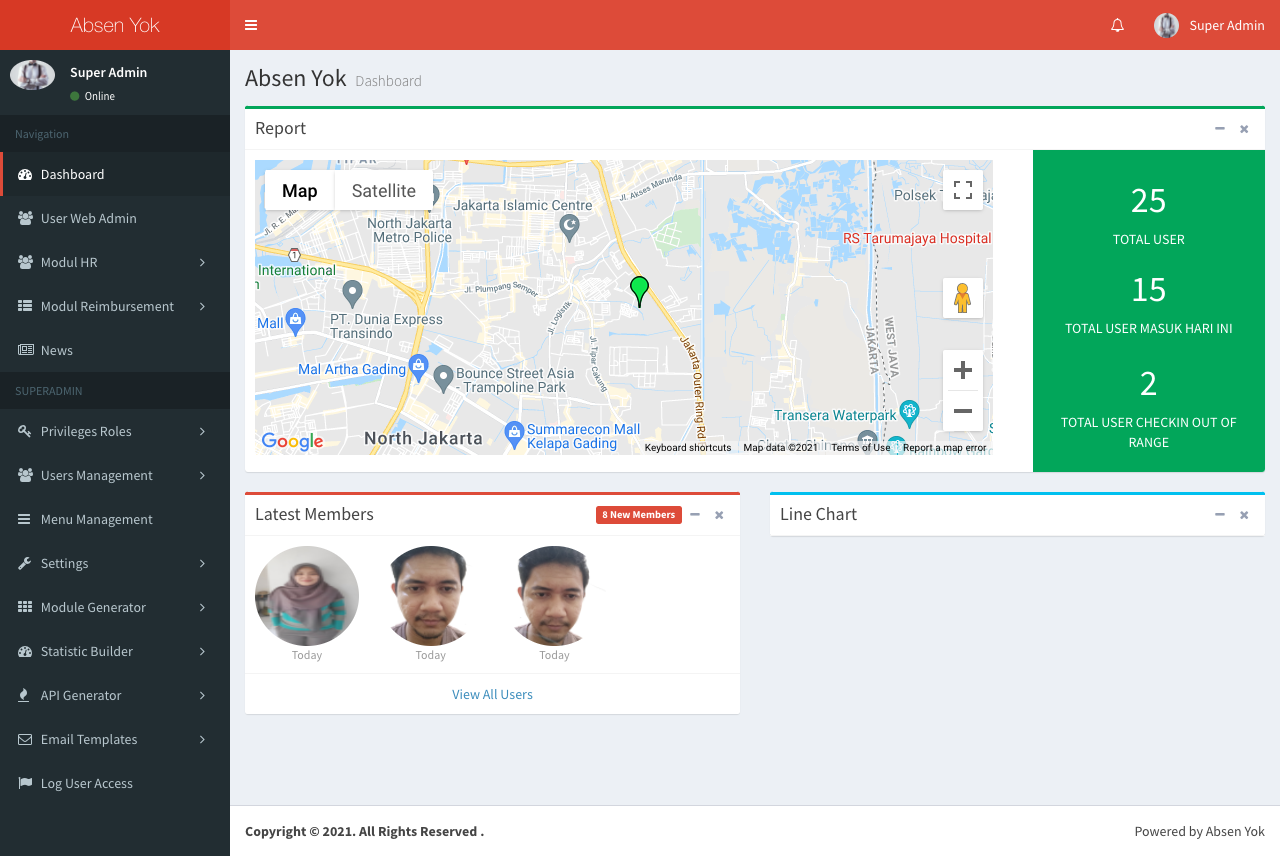 Absen Yok
Super Admin
Super Admin
Online
Navigation
Dashboard
User Web Admin
Modul HR
Modul Reimbursement
News
SUPERADMIN
Privileges Roles
Users Management
Menu Management
Settings
Module Generator
Statistic Builder
API Generator
Email Templates
Log User Access
Absen Yok Dashboard
Report
Map
Satellite
Jl. Akses Marunda
Jakarta Islamic Centre
Polsek
North Jakarta
Metro Police
RS Tarumajaya Hospital
1
International
Jl. Plumpang Semper
Mall
PT. Dunia Express
Transindo
Jl. Logistik
WEST JAVA
JAKARTA
Jl. Tipar Cakung
Jakarta Outer Ring Rd
Mal Artha Gading
Bounce Street Asia
- Trampoline Park
Transera Waterpark
Summarecon Mall
Kelapa Gading
North Jakarta
Google
Keyboard shortcuts
Map data ©2021
Terms of Use
Report a map error
25
TOTAL USER
15
TOTAL USER MASUK HARI INI
2
TOTAL USER CHECKIN OUT OF
RANGE
Latest Members
8 New Members
Today
Today
Today
View All Users
Line Chart
Copyright © 2021. All Rights Reserved .
Powered by Absen Yok